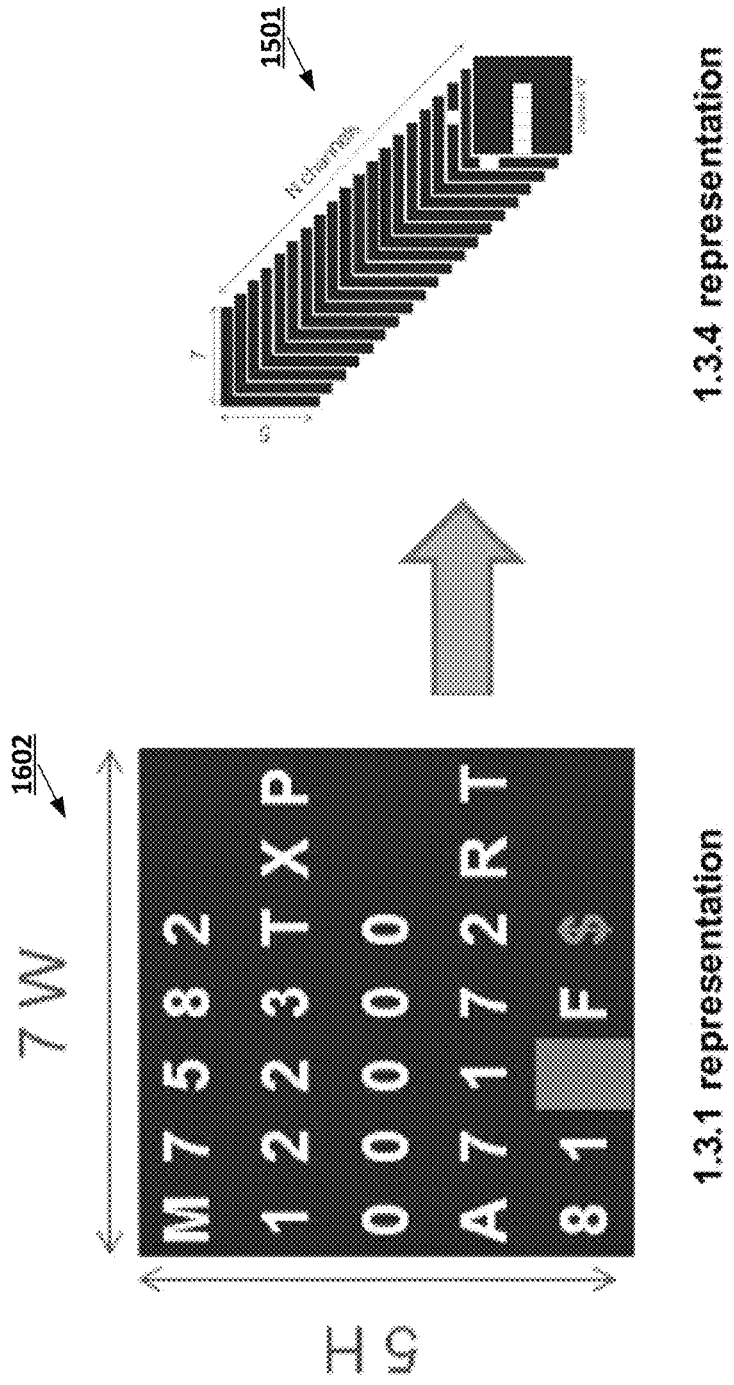 7 W
1602
5 H
M 7 5 8 2
1 2 2 3 T X P
0 0 0 0 0
A 7 1 7 2 R T
8 1 F $
1.3.1 representation
1501
7
5
N channels
1.3.4 representation